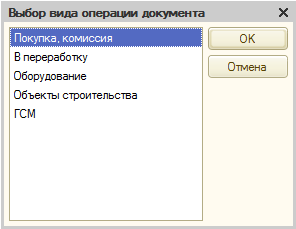 Выбор вида операции документа
Покупка, комиссия
OK
В переработку
Отмена
Оборудование
Объекты строительства
ГСМ